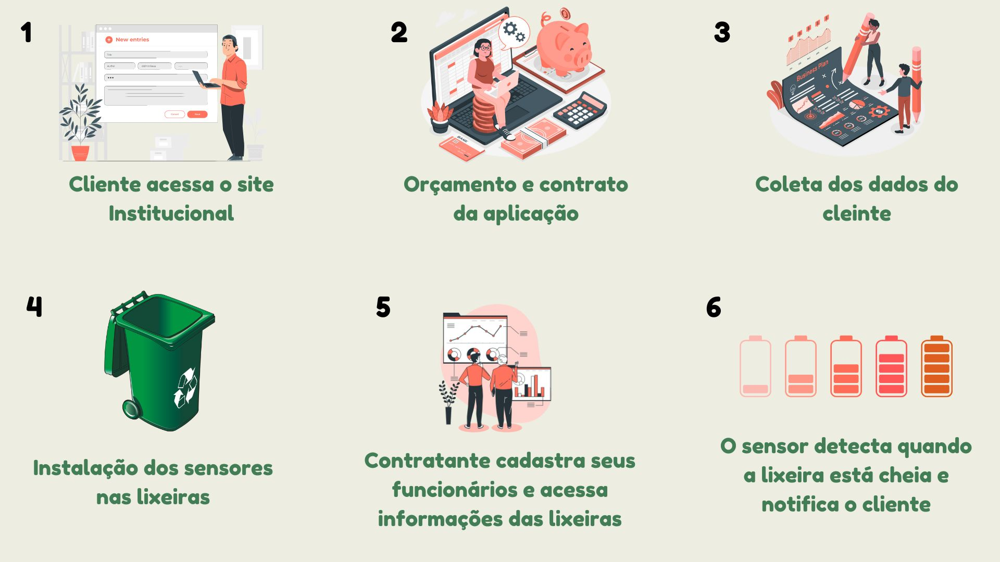 1
New entries
Title
Author
dd/mm/aaaa
Cancel
Save
Cliente acessa o site
Institucional
2
BANK
Orçamento e contrato
da aplicação
3
Business Plan
Coleta dos dados do
cleinte
4
Instalação dos sensores
nas lixeiras
5
Contratante cadastra seus
funcionários e acessa
informações das lixeiras
6
O sensor detecta quando
a lixeira está cheia e
notifica o cliente